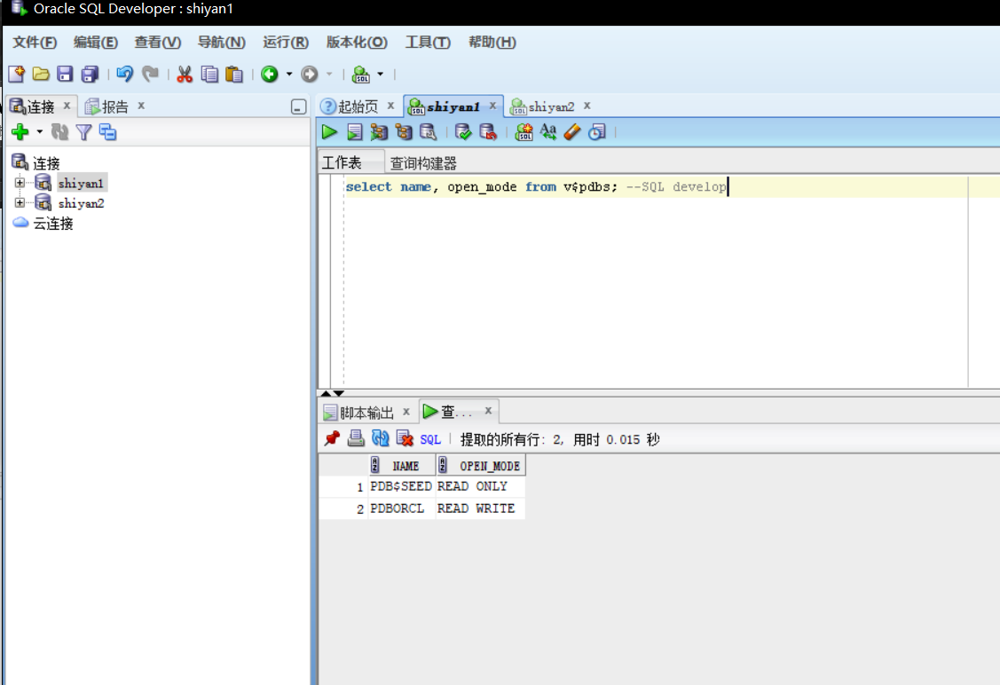 Oracle SQL Developer : shiyan1
文件(F) 编辑(E) 查看(V) 导航(N) 运行(R) 版本化(O) 工具(T) 帮助(H)
连接 报告
起始页 shiyan1 shiyan2
工作表 查询构建器
连接
shiyan1
shiyan2
云连接
select name, open_mode from v$pdbs; --SQL develop
脚本输出 查...
SQL 提取的所有行: 2, 用时 0.015 秒
NAME OPEN_MODE
1 PDB$SEED READ ONLY
2 PDBORCL READ WRITE